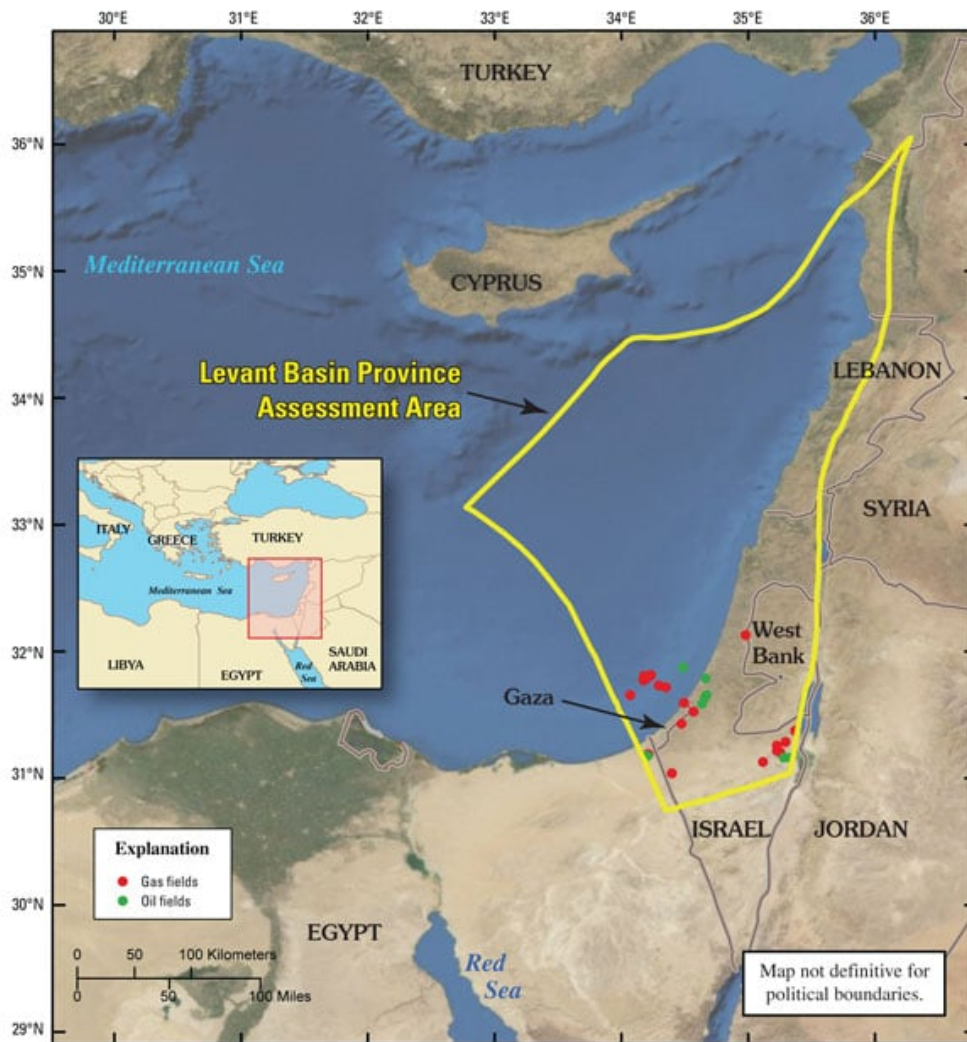 30°E 31°E 32°E 33°E 34°E 35°E 36°E
TURKEY
36°N
35°N
Mediterranean Sea
CYPRUS
Levant Basin Province
Assessment Area
34°N
LEBANON
33°N
SYRIA
ITALY
GREECE
TURKEY
Mediterranean Sea
LIBYA
EGYPT
Red
Sea
SAUDI
ARABIA
32°N
West
Bank
Gaza
31°N
ISRAEL
JORDAN
Explanation
Gas fields
Oil fields
30°N
EGYPT
0 50 100 Kilometers
0 50 100 Miles
Red
Sea
Map not definitive for
political boundaries.
29°N